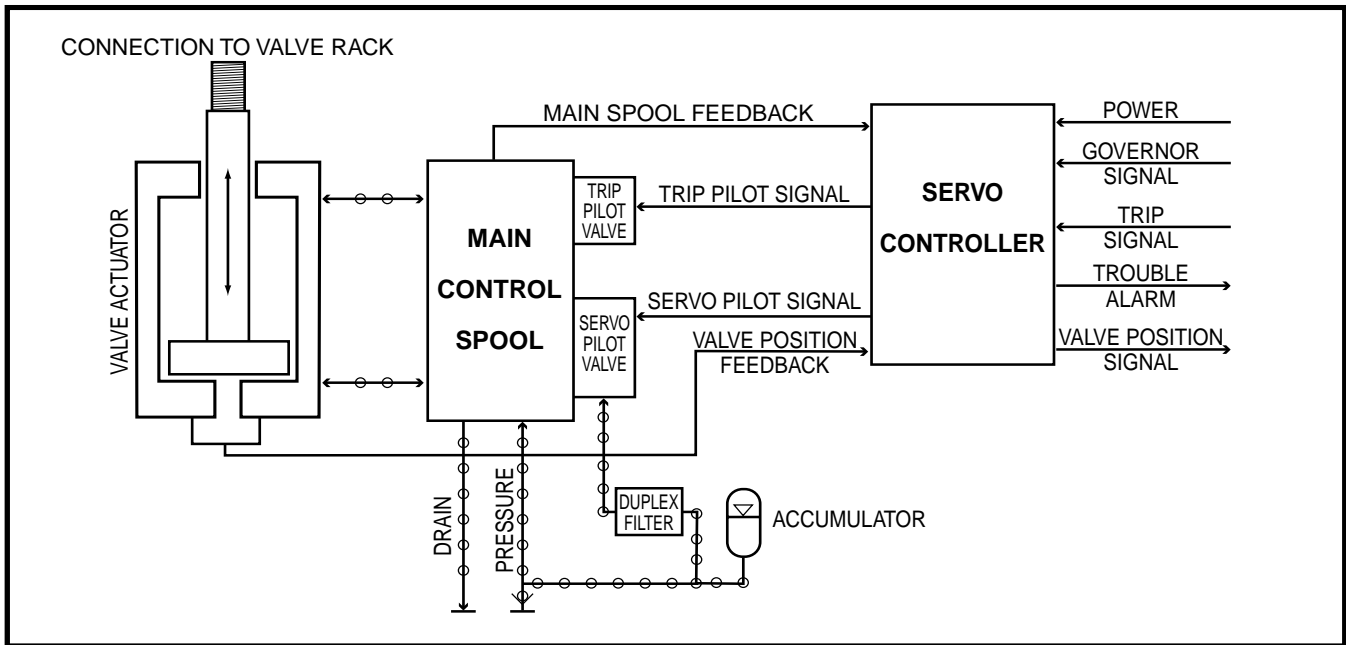 CONNECTION TO VALVE RACK
MAIN SPOOL FEEDBACK
POWER
GOVERNOR
SIGNAL
TRIP
PILOT
VALVE
TRIP PILOT SIGNAL
SERVO
CONTROLLER
TRIP
SIGNAL
VALVE ACTUATOR
MAIN
CONTROL
SPOOL
TROUBLE
ALARM
SERVO PILOT SIGNAL
SERVO
PILOT
VALVE
VALVE POSITION
FEEDBACK
VALVE POSITION
SIGNAL
DRAIN
PRESSURE
DUPLEX
FILTER
ACCUMULATOR